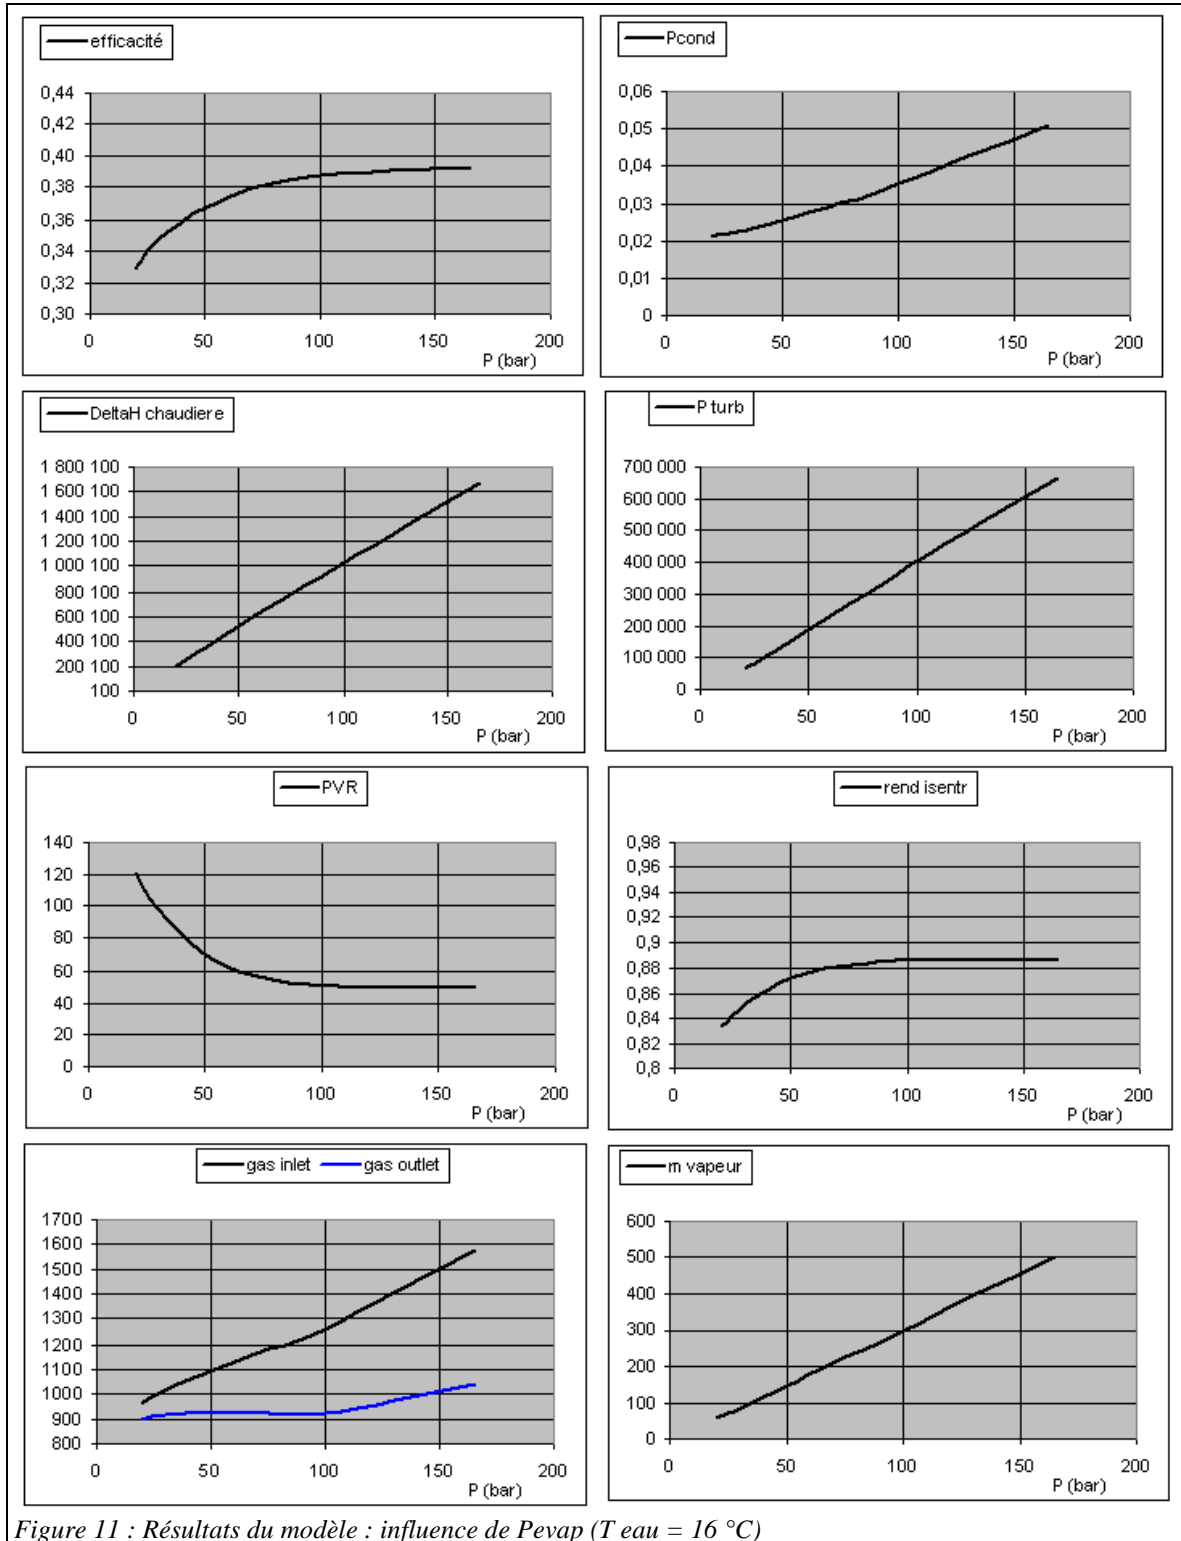 efficacité
0,44
0,42
0,40
0,38
0,36
0,34
0,32
0,30
0 50 100 150 200
P (bar)
Pcond
0,06
0,05
0,04
0,03
0,02
0,01
0
0 50 100 150 200
P (bar)
DeltaH chaudiere
1 800 100
1 600 100
1 400 100
1 200 100
1 000 100
800 100
600 100
400 100
200 100
100
0 50 100 150 200
P (bar)
P turb
700 000
600 000
500 000
400 000
300 000
200 000
100 000
0
0 50 100 150 200
P (bar)
PVR
140
120
100
80
60
40
20
0
0 50 100 150 200
P (bar)
rend isentr
0,98
0,96
0,94
0,92
0,9
0,88
0,86
0,84
0,82
0,8
0 50 100 150 200
P (bar)
gas inlet gas outlet
1700
1600
1500
1400
1300
1200
1100
1000
900
800
0 50 100 150 200
P (bar)
m vapeur
600
500
400
300
200
100
0
0 50 100 150 200
P (bar)
Figure 11 : Résultats du modèle : influence de Pevap (T eau = 16 °C)